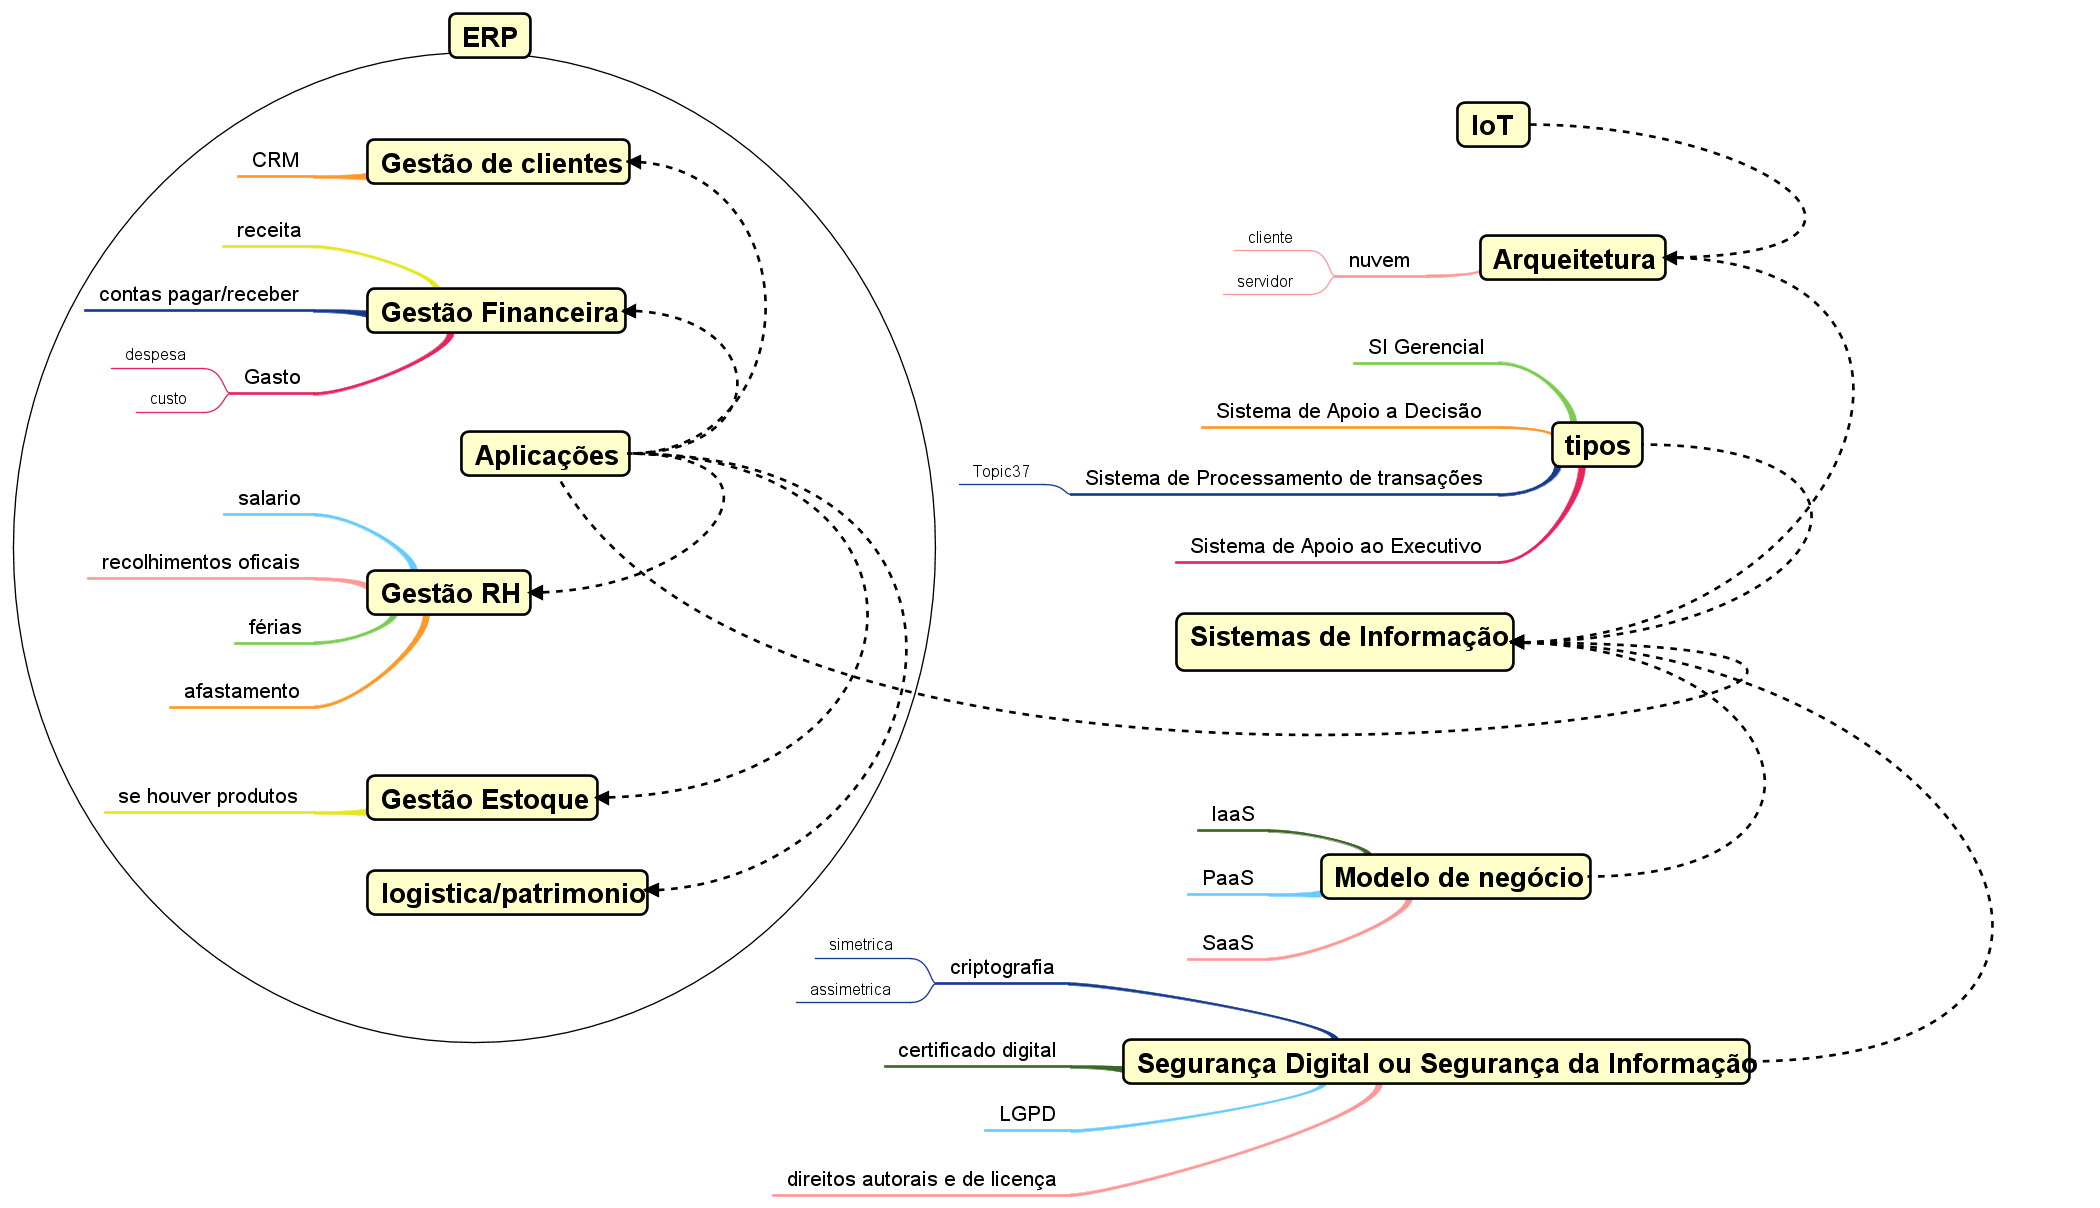 ERP
Gestão de clientes
CRM
receita
contas pagar/receber
Gestão Financeira
despesa
Gasto
custo
Aplicações
salario
recolhimentos oficais
Gestão RH
férias
afastamento
se houver produtos
Gestão Estoque
logistica/patrimonio
IoT
cliente
nuvem
Arqueitetura
servidor
SI Gerencial
Sistema de Apoio a Decisão
tipos
Topic37
Sistema de Processamento de transações
Sistema de Apoio ao Executivo
Sistemas de Informação
IaaS
PaaS
Modelo de negócio
SaaS
simetrica
criptografia
assimetrica
certificado digital
Segurança Digital ou Segurança da Informação
LGPD
direitos autorais e de licença